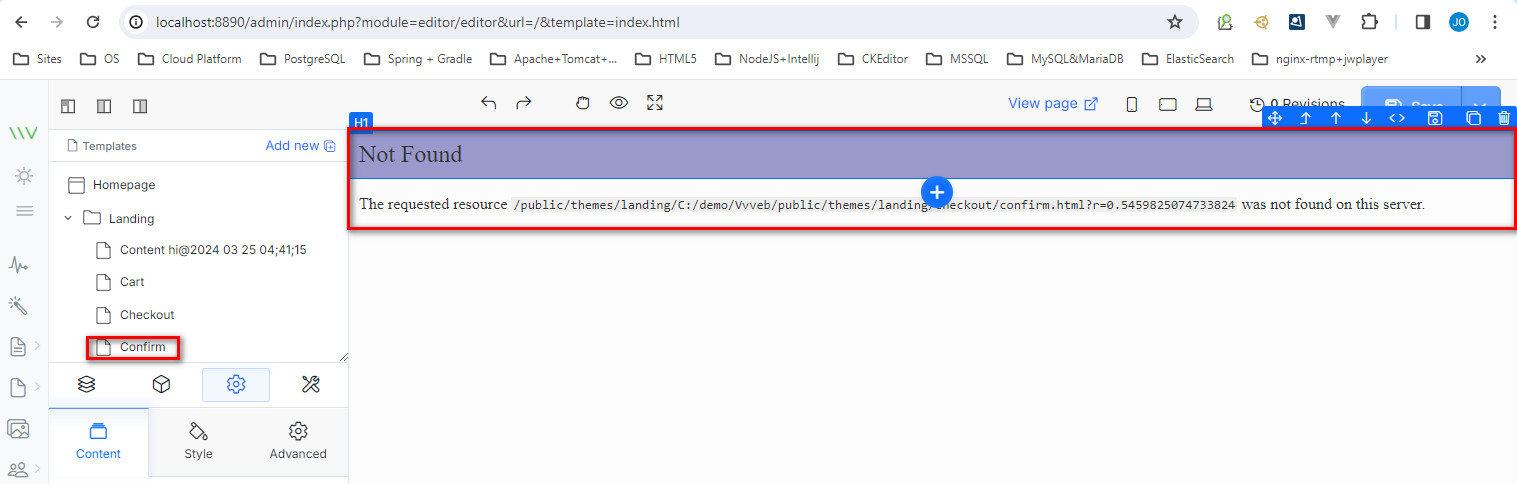 localhost:8890/admin/index.php?module=editor/editor&url=/&template=index.html
JO
Sites OS Cloud Platform PostgreSQL Spring + Gradle Apache+Tomcat+... HTML5 NodeJS+Intellij CKEditor MSSQL MySQL&MariaDB ElasticSearch nginx-rtmp+jwplayer »
View page 0 Revisions Save
H1
Templates Add new
Not Found
Homepage
The requested resource /public/themes/landing/C:/demo/Vvveb/public/themes/landing/checkout/confirm.html?r=0.5459825074733824 was not found on this server.
Landing
Content hi@2024 03 25 04;41;15
Cart
Checkout
Confirm
Content Style Advanced